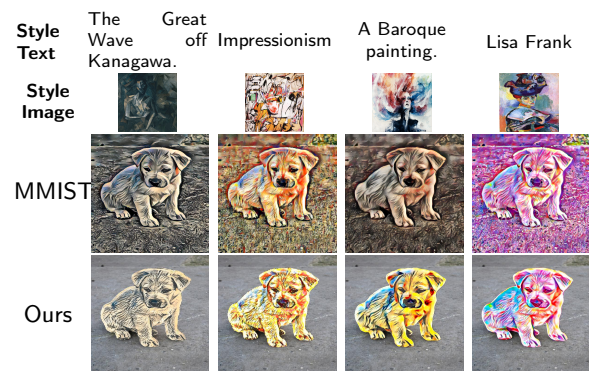 Style Text
The Great Wave off Kanagawa.
Impressionism
A Baroque painting.
Lisa Frank
Style Image
MMIST
Ours